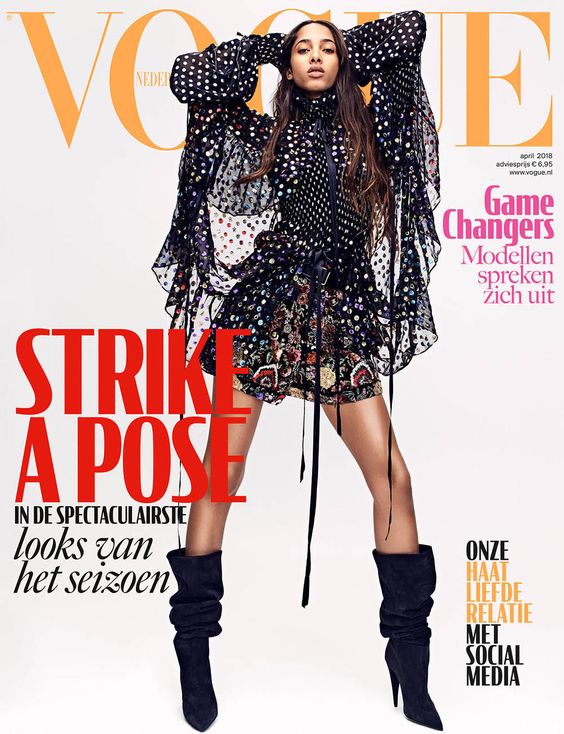 VOGUE
NEDER
april 2018
adviesprijs € 6,95
www.vogue.nl
Game
Changers
Modellen
spreken
zich uit
STRIKE
A POSE
IN DE SPECTACULAIRSTE
looks van
het seizoen
ONZE
HAAT
LIEFDE
RELATIE
MET
SOCIAL
MEDIA